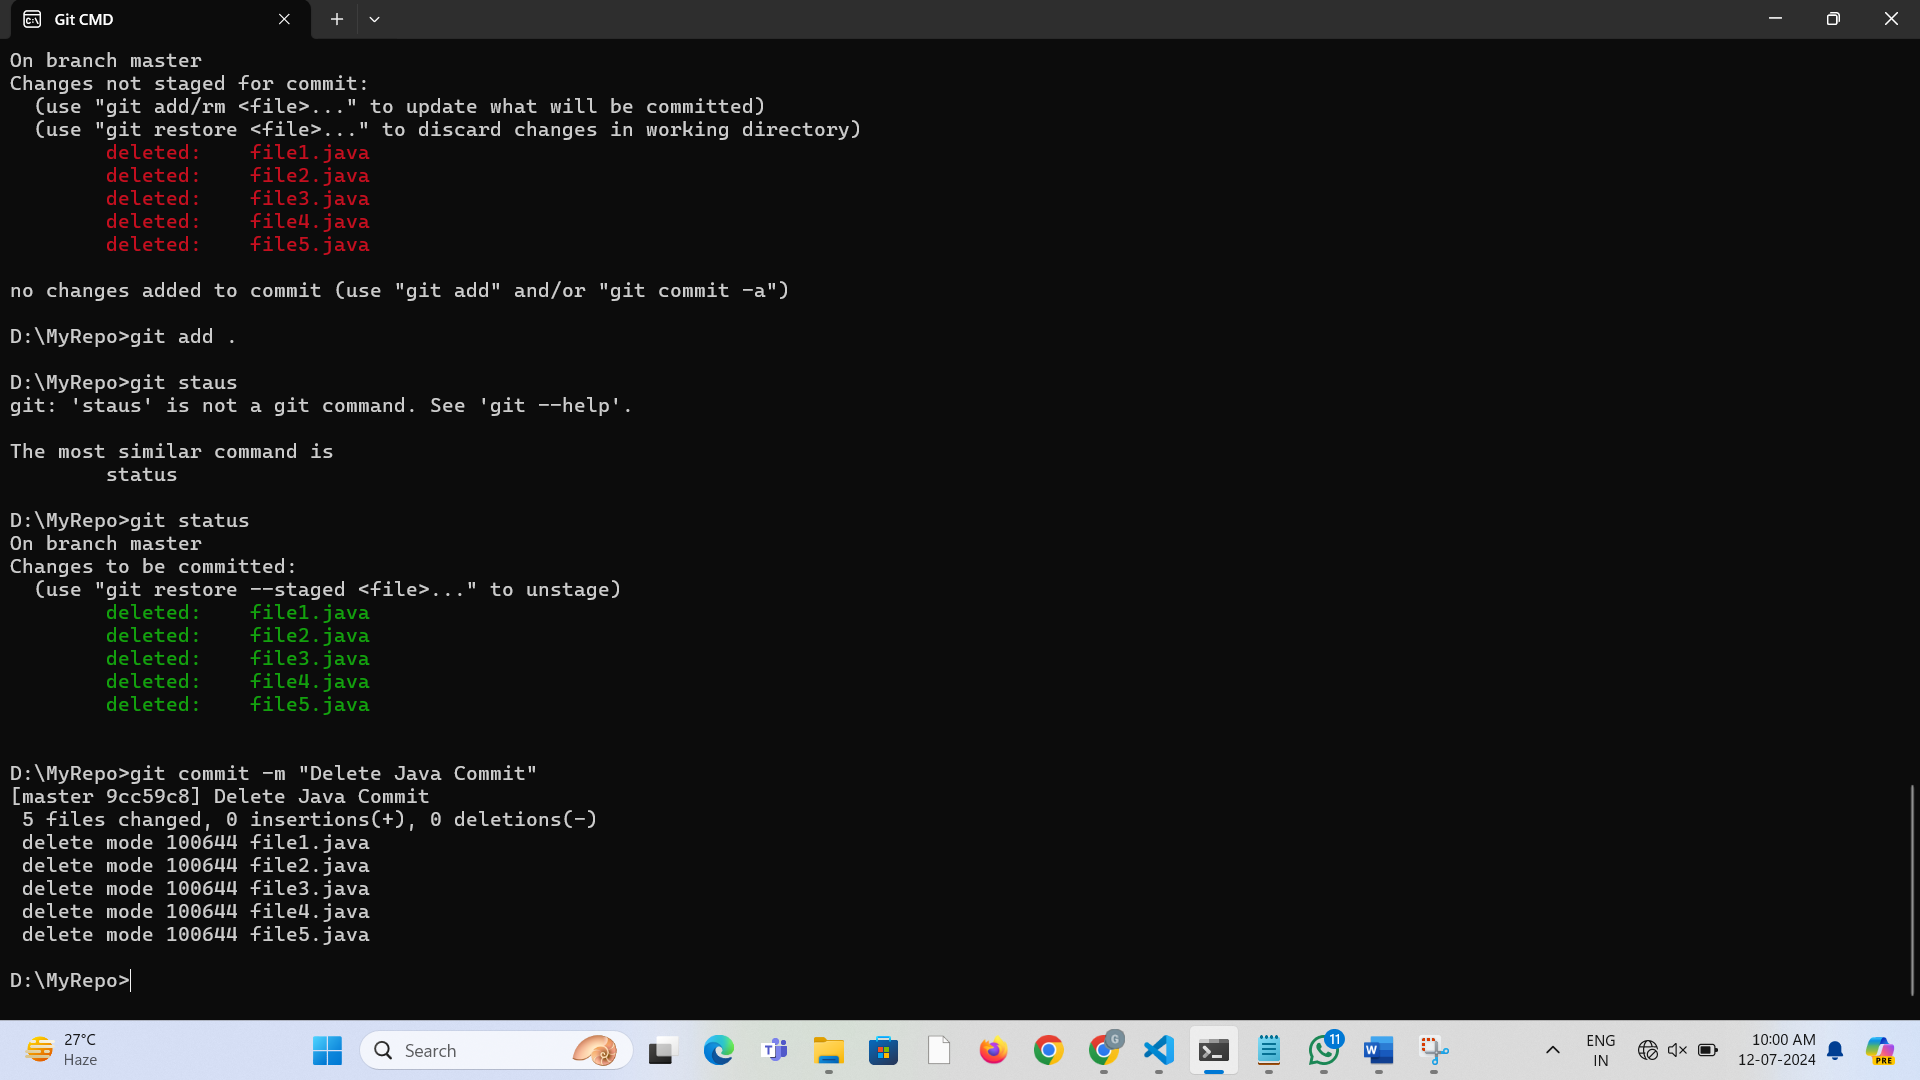 Git CMD
On branch master
Changes not staged for commit:
  (use "git add/rm <file>..." to update what will be committed)
  (use "git restore <file>..." to discard changes in working directory)
        deleted:    file1.java
        deleted:    file2.java
        deleted:    file3.java
        deleted:    file4.java
        deleted:    file5.java

no changes added to commit (use "git add" and/or "git commit -a")

D:\MyRepo>git add .

D:\MyRepo>git staus
git: 'staus' is not a git command. See 'git --help'.

The most similar command is
        status

D:\MyRepo>git status
On branch master
Changes to be committed:
  (use "git restore --staged <file>..." to unstage)
        deleted:    file1.java
        deleted:    file2.java
        deleted:    file3.java
        deleted:    file4.java
        deleted:    file5.java

D:\MyRepo>git commit -m "Delete Java Commit"
[master 9cc59c8] Delete Java Commit
 5 files changed, 0 insertions(+), 0 deletions(-)
 delete mode 100644 file1.java
 delete mode 100644 file2.java
 delete mode 100644 file3.java
 delete mode 100644 file4.java
 delete mode 100644 file5.java

D:\MyRepo>
27°C
Haze
Search
G
11
ENG
IN
10:00 AM
12-07-2024
PRE